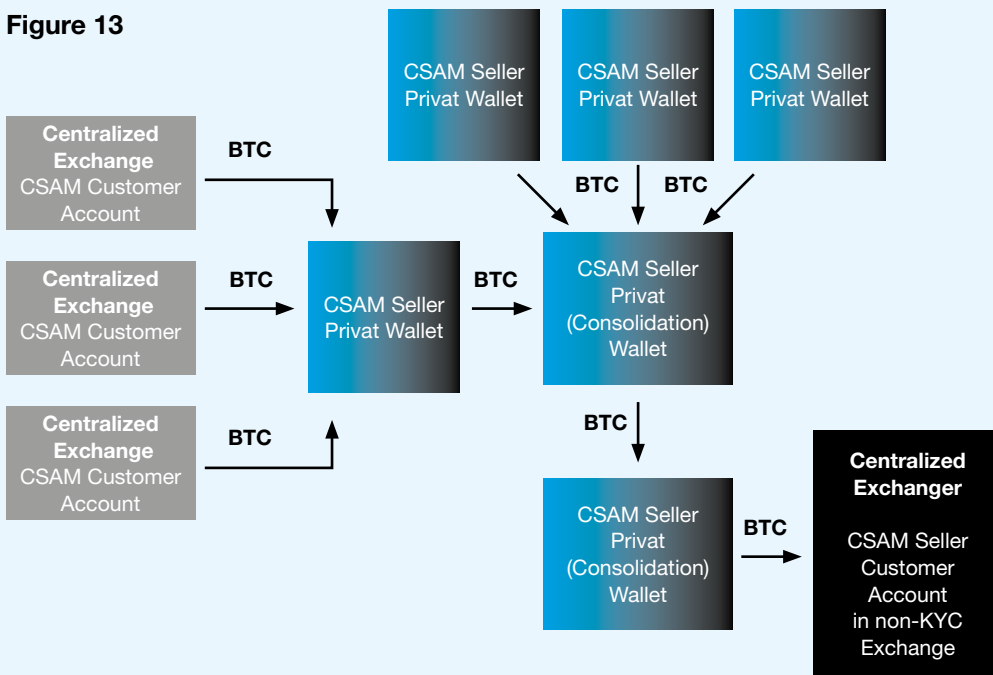 Figure 13
CSAM Seller
Privat Wallet
CSAM Seller
Privat Wallet
CSAM Seller
Privat Wallet
Centralized
Exchange
CSAM Customer
Account
BTC
BTC
BTC
Centralized
Exchange
CSAM Customer
Account
BTC
CSAM Seller
Privat Wallet
BTC
CSAM Seller
Privat
(Consolidation)
Wallet
Centralized
Exchange
CSAM Customer
Account
BTC
BTC
CSAM Seller
Privat
(Consolidation)
Wallet
BTC
Centralized
Exchanger
CSAM Seller
Customer
Account
in non-KYC
Exchange